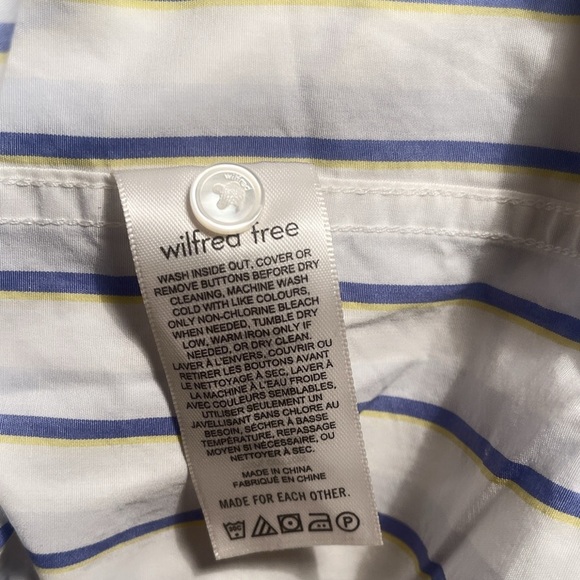 wilfred
wilfred free
WASH INSIDE OUT, COVER OR
REMOVE BUTTONS BEFORE DRY
CLEANING, MACHINE WASH
COLD WITH LIKE COLOURS,
ONLY NON-CHLORINE BLEACH
WHEN NEEDED, TUMBLE DRY
LOW, WARM IRON ONLY IF
NEEDED, OR DRY CLEAN.
LAVER À L'ENVERS, COUVRIR OU
RETIRER LES BOUTONS AVANT
LE NETTOYAGE À SEC, LAVER À
LA MACHINE À L'EAU FROIDE
AVEC COULEURS SEMBLABLES,
UTILISER SEULEMENT UN
JAVELLISANT SANS CHLORE AU
BESOIN, SÉCHER À BASSE
TEMPÉRATURE, REPASSAGE
MOYEN SI NÉCESSAIRE, OU
NETTOYER À SEC.
MADE IN CHINA
FABRIQUÉ EN CHINE
MADE FOR EACH OTHER.
30C P